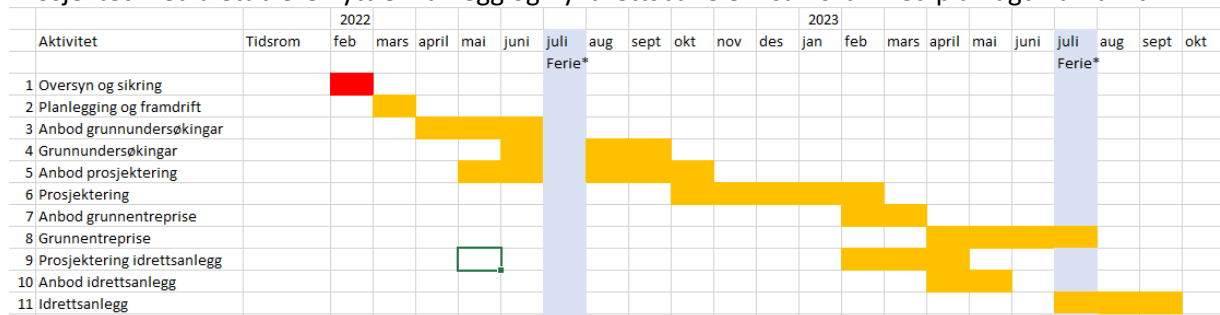 2022 2023
Aktivitet Tidsrom feb mars april mai juni juli aug sept okt nov des jan feb mars april mai juni juli aug sept okt
Ferie* Ferie*
1 Oversyn og sikring
2 Planlegging og framdrift
3 Anbod grunnundersøkingar
4 Grunnundersøkingar
5 Anbod prosjektering
6 Prosjektering
7 Anbod grunnentreprise
8 Grunnentreprise
9 Prosjektering idrettsanlegg
10 Anbod idrettsanlegg
11 Idrettsanlegg